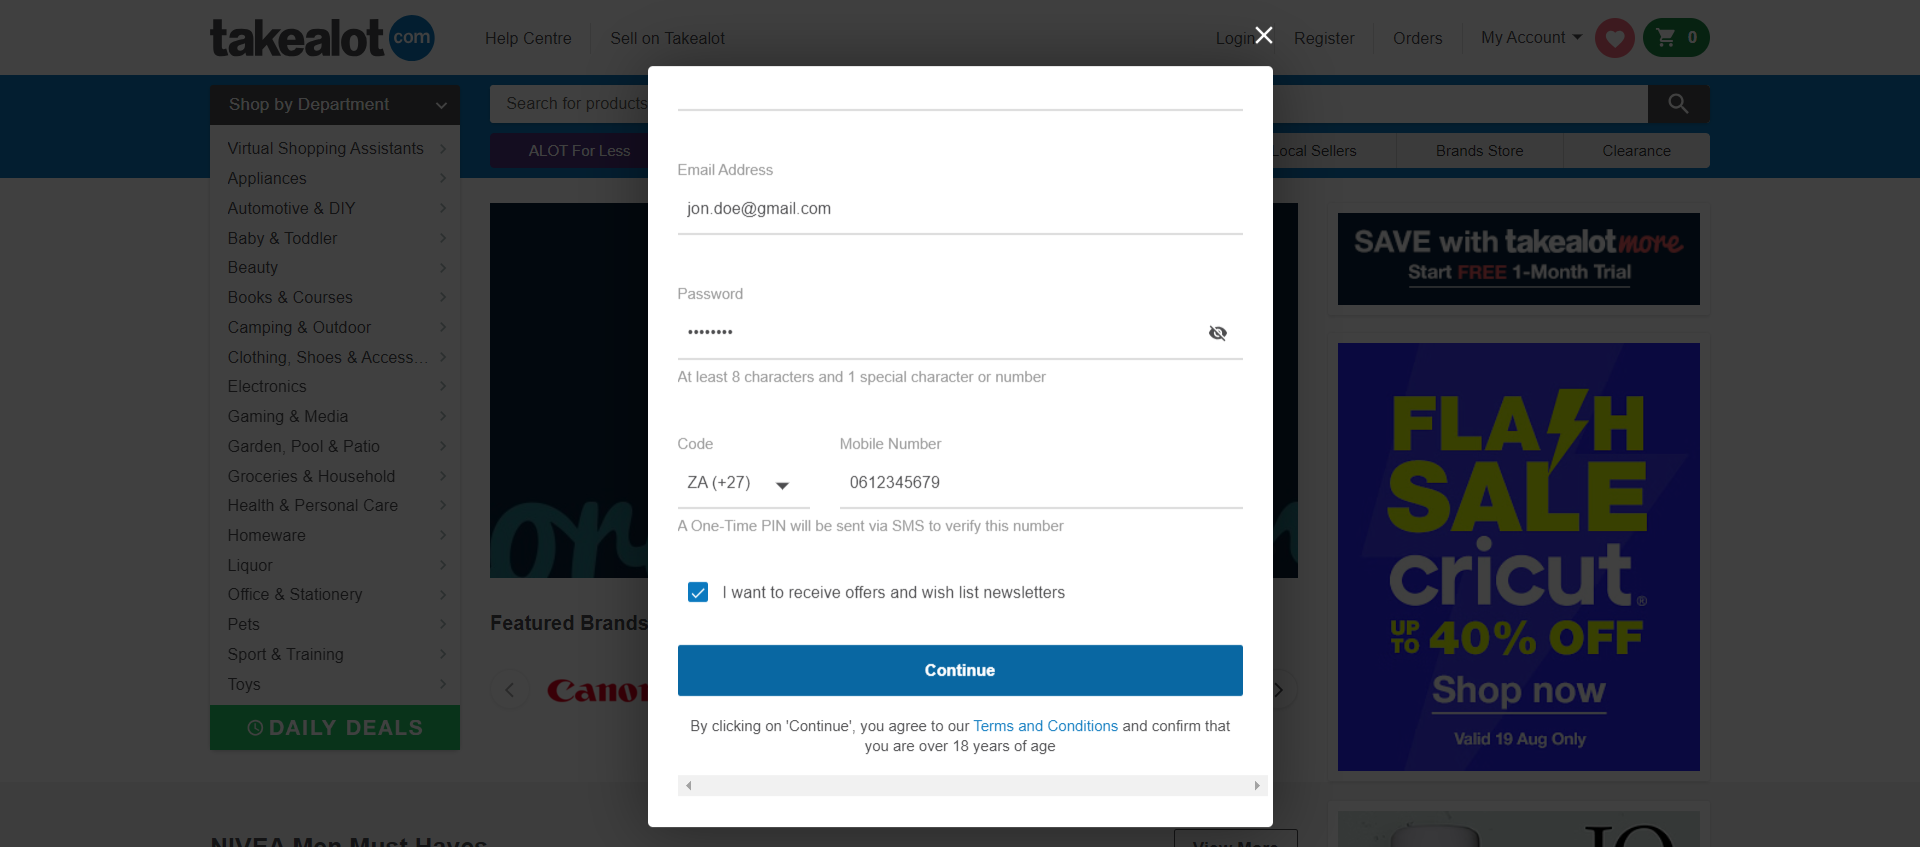 takealot com
Help Centre
Sell on Takealot
Login
Register
Orders
My Account
0
Shop by Department
Search for products
ALOT For Less
Local Sellers
Brands Store
Clearance
Virtual Shopping Assistants
Appliances
Automotive & DIY
Baby & Toddler
Beauty
Books & Courses
Camping & Outdoor
Clothing, Shoes & Access...
Electronics
Gaming & Media
Garden, Pool & Patio
Groceries & Household
Health & Personal Care
Homeware
Liquor
Office & Stationery
Pets
Sport & Training
Toys
DAILY DEALS
Email Address
jon.doe@gmail.com
Password
••••••••
At least 8 characters and 1 special character or number
Code
Mobile Number
ZA (+27)
0612345679
A One-Time PIN will be sent via SMS to verify this number
I want to receive offers and wish list newsletters
Continue
By clicking on 'Continue', you agree to our Terms and Conditions and confirm that
you are over 18 years of age
Featured Brands
Canon
SAVE with takealot more
Start FREE 1-Month Trial
FLASH
SALE
cricut®
UP TO 40% OFF
Shop now
Valid 19 Aug Only
NIVEA Men Must Haves
View More